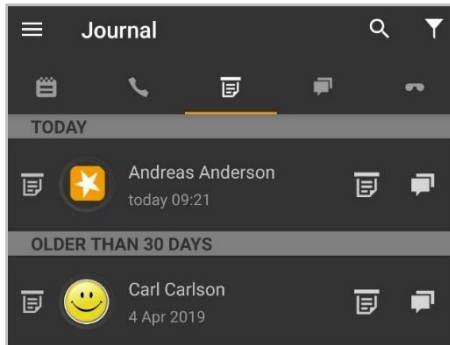 Journal
TODAY
Andreas Anderson
today 09:21
OLDER THAN 30 DAYS
Carl Carlson
4 Apr 2019